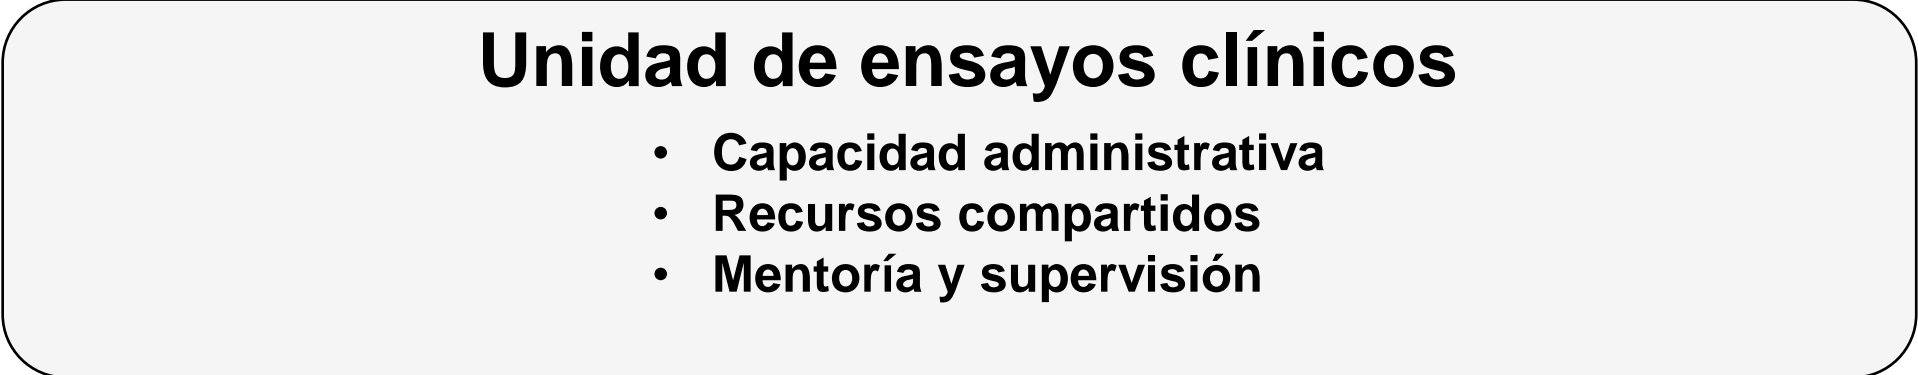 Unidad de ensayos clínicos
• Capacidad administrativa
• Recursos compartidos
• Mentoría y supervisión